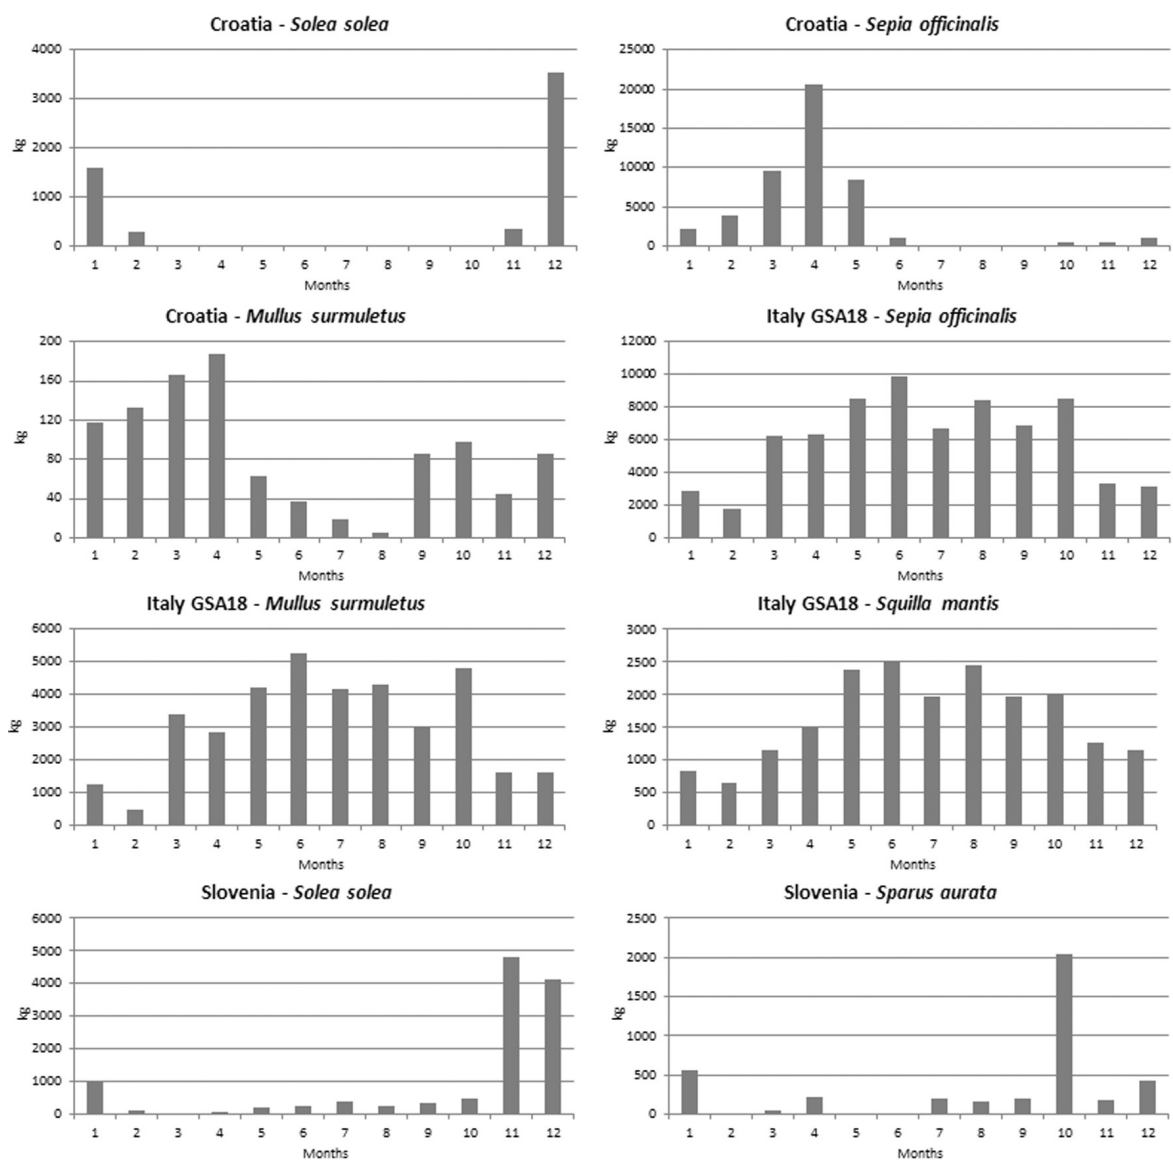 Croatia - Solea solea
4000
3000
2000
1000
0
kg
1 2 3 4 5 6 7 8 9 10 11 12
Months
Croatia - Sepia officinalis
25000
20000
15000
10000
5000
0
kg
1 2 3 4 5 6 7 8 9 10 11 12
Months
Croatia - Mullus surmuletus
200
160
120
80
40
0
kg
1 2 3 4 5 6 7 8 9 10 11 12
Months
Italy GSA18 - Sepia officinalis
12000
10000
8000
6000
4000
2000
0
kg
1 2 3 4 5 6 7 8 9 10 11 12
Months
Italy GSA18 - Mullus surmuletus
6000
5000
4000
3000
2000
1000
0
kg
1 2 3 4 5 6 7 8 9 10 11 12
Months
Italy GSA18 - Squilla mantis
3000
2500
2000
1500
1000
500
0
kg
1 2 3 4 5 6 7 8 9 10 11 12
Months
Slovenia - Solea solea
6000
5000
4000
3000
2000
1000
0
kg
1 2 3 4 5 6 7 8 9 10 11 12
Months
Slovenia - Sparus aurata
2500
2000
1500
1000
500
0
kg
1 2 3 4 5 6 7 8 9 10 11 12
Months